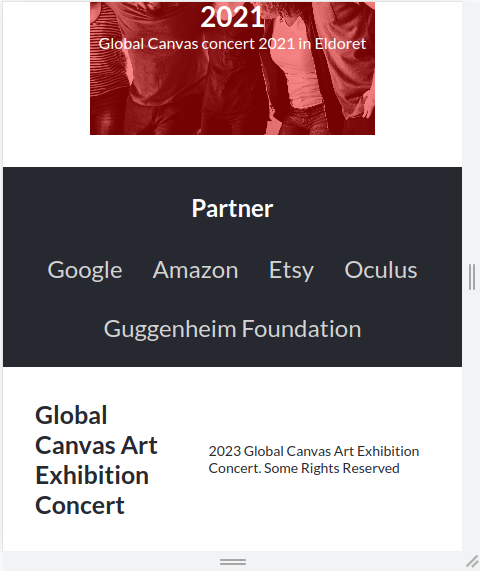 2021
Global Canvas concert 2021 in Eldoret
Partner
Google Amazon Etsy Oculus
Guggenheim Foundation
Global
Canvas Art
Exhibition
Concert
2023 Global Canvas Art Exhibition
Concert. Some Rights Reserved